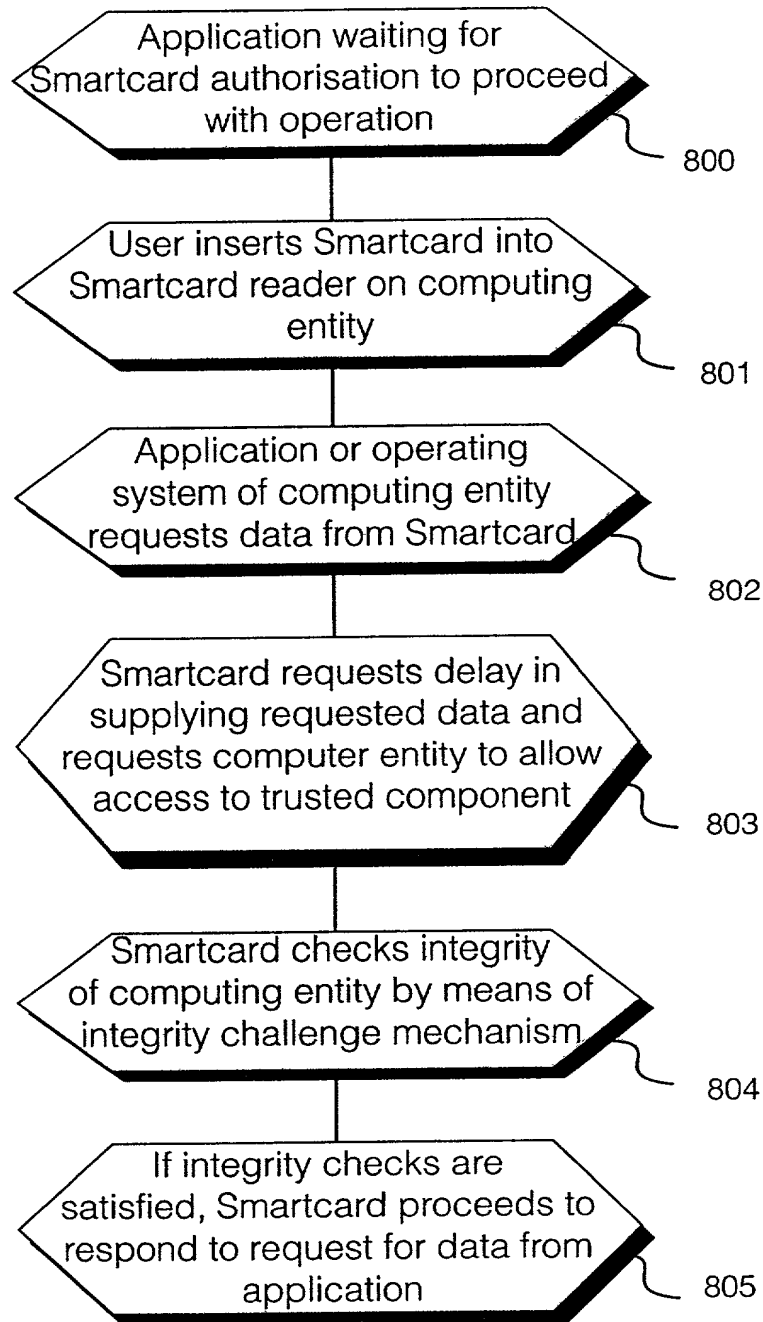 Application waiting for
Smartcard authorisation to proceed
with operation
800
User inserts Smartcard into
Smartcard reader on computing
entity
801
Application or operating
system of computing entity
requests data from Smartcard
802
Smartcard requests delay in
supplying requested data and
requests computer entity to allow
access to trusted component
803
Smartcard checks integrity
of computing entity by means of
integrity challenge mechanism
804
If integrity checks are
satisfied, Smartcard proceeds to
respond to request for data from
application
805